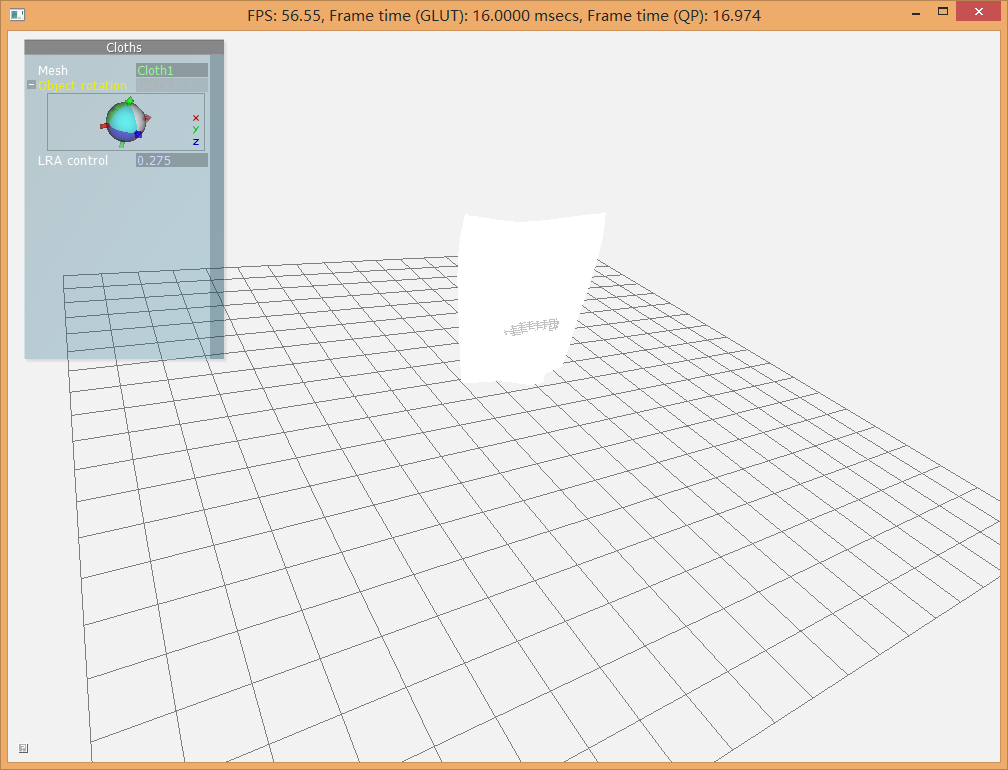 FPS: 56.55, Frame time (GLUT): 16.0000 msecs, Frame time (QP): 16.974
Cloths
Mesh Cloth1
Object rotation
x
y
z
LRA control 0.275